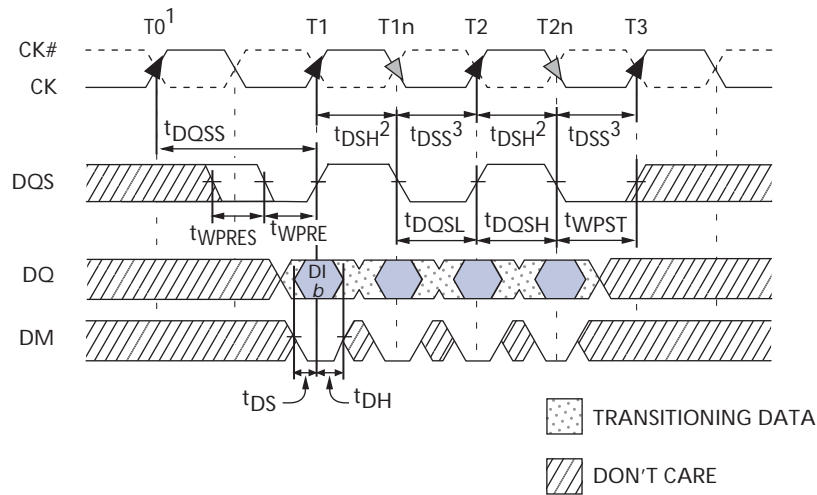 T0¹ T1 T1n T2 T2n T3
CK#
CK
tDQSS tDSH² tDSS³ tDSH² tDSS³
DQS
tWPRES tWPRE tDQSL tDQSH tWPST
DQ DI
b
DM
tDS tDH
TRANSITIONING DATA
DON'T CARE